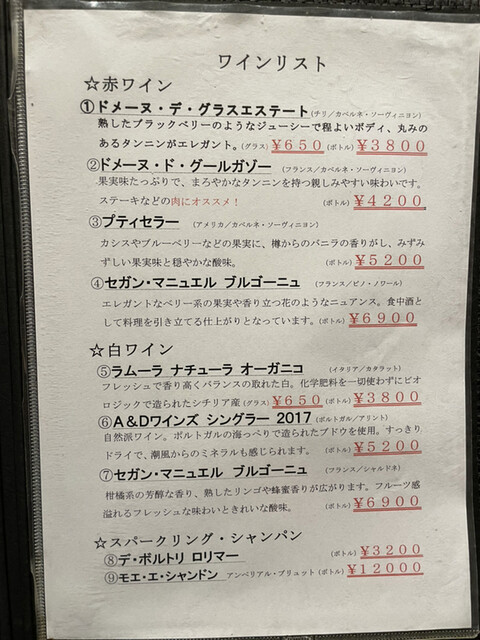 ワインリスト
☆赤ワイン
①ドメーヌ・デ・グラスエステート(チリ/カベルネ・ソーヴィニヨン)
熟したブラックベリーのようなジューシーで程よいボディ、丸みの
あるタンニンがエレガント。(グラス) ¥650 (ボトル) ¥3800
②ドメーヌ・ド・グールガゾー (フランス/カベルネ・ソーヴィニヨン)
果実味たっぷりで、まろやかなタンニンを持つ親しみやすい味わいです。
ステーキなどの肉にオススメ! (ボトル) ¥4200
③プティセラー (アメリカ/カベルネ・ソーヴィニヨン)
カシスやブルーベリーなどの果実に、樽からのバニラの香りがし、みずみ
ずしい果実味と穏やかな酸味。 (ボトル) ¥5200
④セガン・マニュエル ブルゴーニュ (フランス/ピノ・ノワール)
エレガントなベリー系の果実や香り立つ花のようなニュアンス。食中酒と
して料理を引き立てる仕上がりとなっています。(ボトル) ¥6900
☆白ワイン
⑤ラムーラ ナチューラ オーガニコ (イタリア/カタラット)
フレッシュで香り高くバランスの取れた白。化学肥料を一切使わずにビオ
ロジックで造られたシチリア産(グラス) ¥650 (ボトル) ¥3800
⑥A&Dワインズ シングラー 2017 (ポルトガル/アリント)
自然派ワイン。ポルトガルの海っぺりで造られたブドウを使用。すっきり
ドライで、潮風からのミネラルも感じられます。 (ボトル) ¥5200
⑦セガン・マニュエル ブルゴーニュ (フランス/シャルドネ)
柑橘系の芳醇な香り、熟したリンゴや蜂蜜香りが広がります。フルーツ感
溢れるフレッシュな味わいときれいな酸味。 (ボトル) ¥6900
☆スパークリング・シャンパン
⑧デ・ボルトリ ロリマー (ボトル) ¥3200
⑨モエ・エ・シャンドン アンペリアル・ブリュット (ボトル) ¥12000